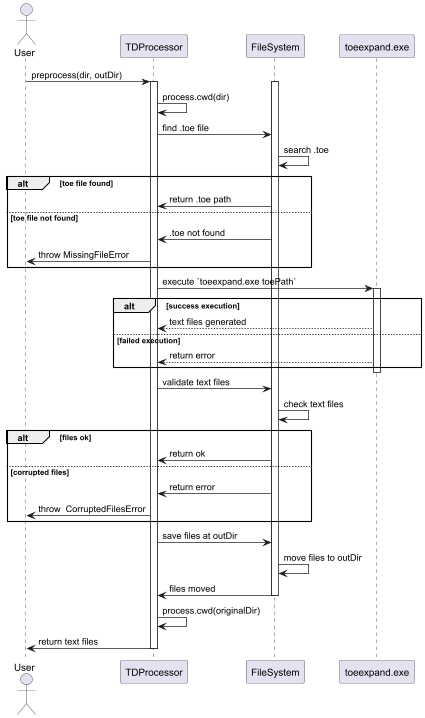 User
TDProcessor
FileSystem
toeexpand.exe
preprocess(dir, outDir)
process.cwd(dir)
find .toe file
search .toe
alt
[toe file found]
return .toe path
[toe file not found]
.toe not found
throw MissingFileError
execute `toeexpand.exe toePath`
alt
[success execution]
text files generated
[failed execution]
return error
validate text files
check text files
alt
[files ok]
return ok
[corrupted files]
return error
throw  CorruptedFilesError
save files at outDir
move files to outDir
files moved
process.cwd(originalDir)
return text files
User
TDProcessor
FileSystem
toeexpand.exe